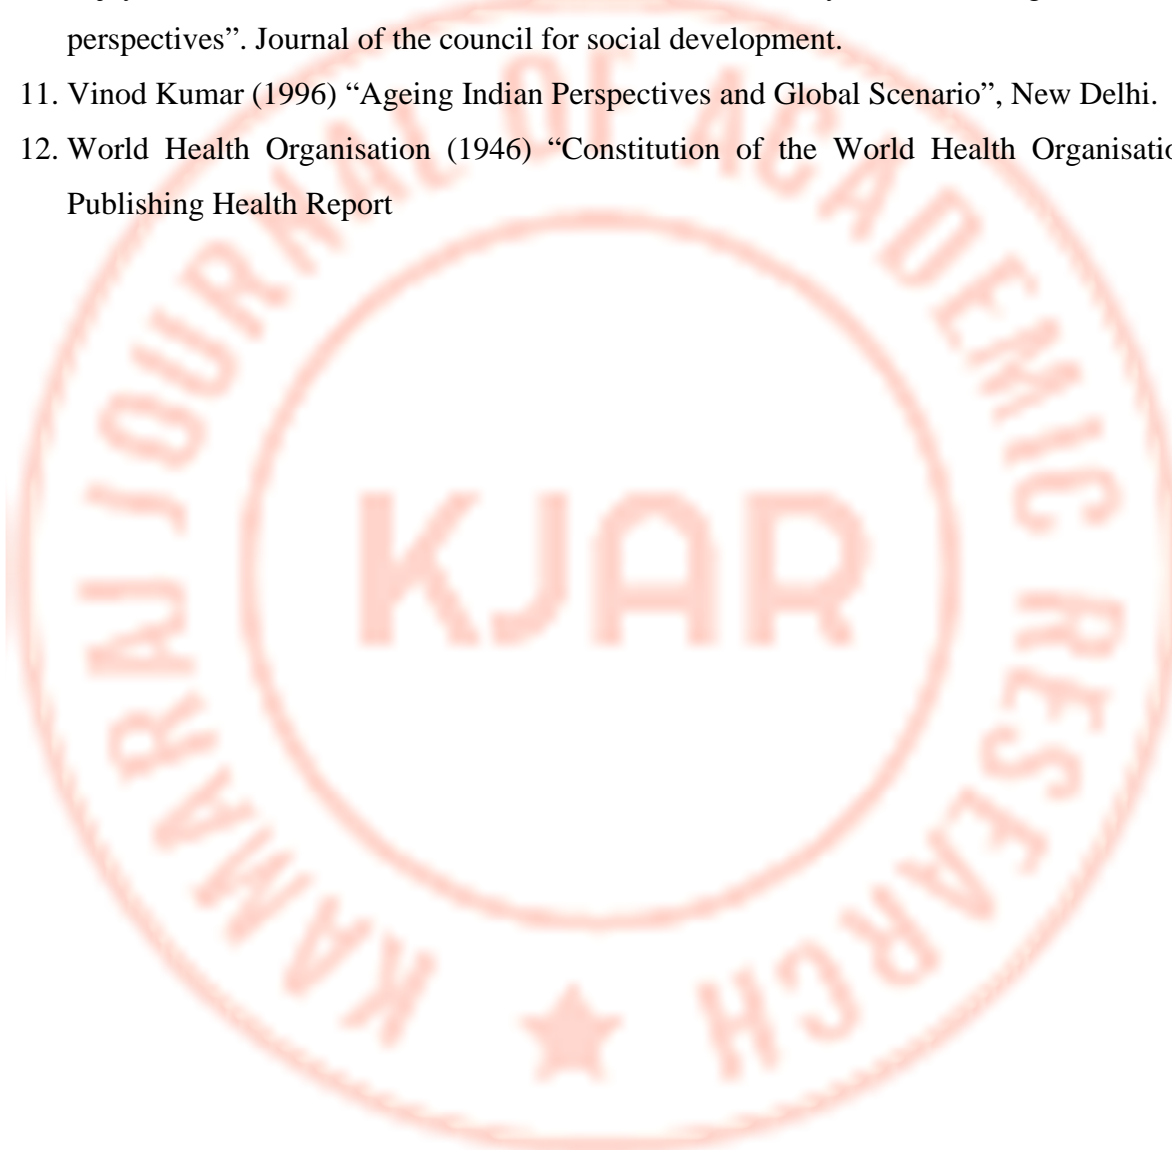 perspectives”. Journal of the council for social development.
11. Vinod Kumar (1996) “Ageing Indian Perspectives and Global Scenario”, New Delhi.
12. World Health Organisation (1946) “Constitution of the World Health Organisatio
Publishing Health Report
KAMARWJ JOURNAL OF ACADEMIC RESEARCH
KJAR